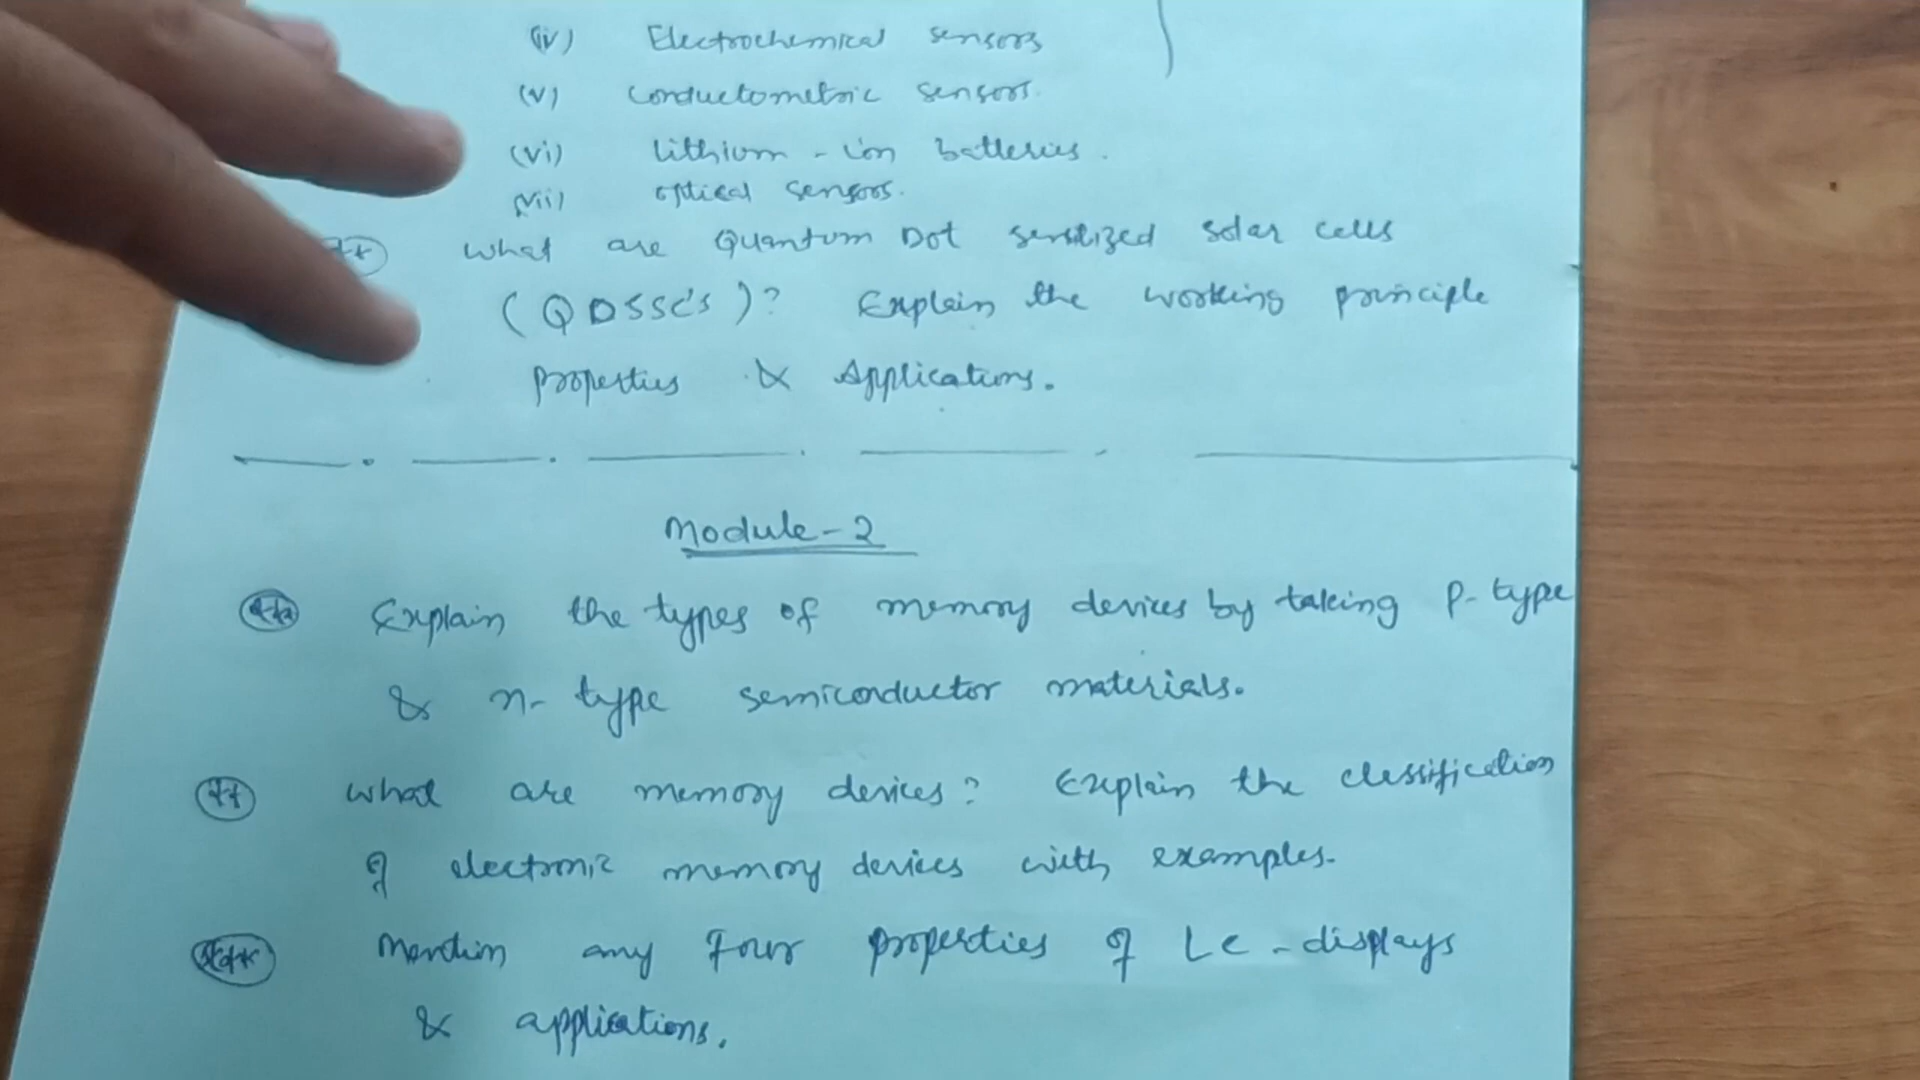 (iv) Electrochemical sensors
(v) conductometric sensors.
(vi) lithium-ion batteries.
(vii) optical sensors.
** What are Quantum Dot sensitized solar cells
(QDSSC's)? Explain the working principle
properties & Applications.
Module-2
*** Explain the types of memory devices by taking P-type
& n-type semiconductor materials.
** What are memory devices? Explain the classification
of electronic memory devices with examples.
*** Mention any four properties of LC-displays
& applications.